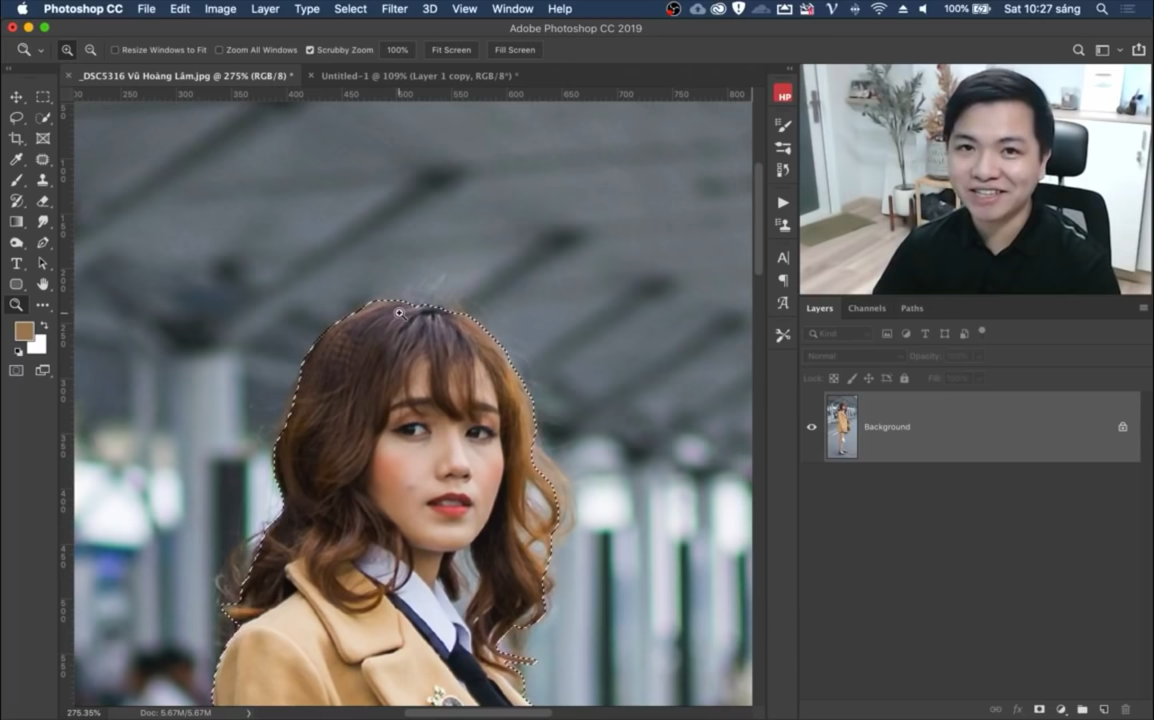 Photoshop CC File Edit Image Layer Type Select Filter 3D View Window Help 100% Sat 10:27 sáng
Adobe Photoshop CC 2019
Resize Windows to Fit Zoom All Windows Scrubby Zoom 100% Fit Screen Fill Screen
_DSC5316 Vũ Hoàng Lâm.jpg @ 275% (RGB/8) * Untitled-1 @ 109% (Layer 1 copy, RGB/8*) *
250 300 350 400 450 500 550 600 650 700 750 800
HP
Layers Channels Paths
Kind
Normal Opacity: 100%
Lock: Fill: 100%
Background
275.35% Doc: 5.67M/5.67M